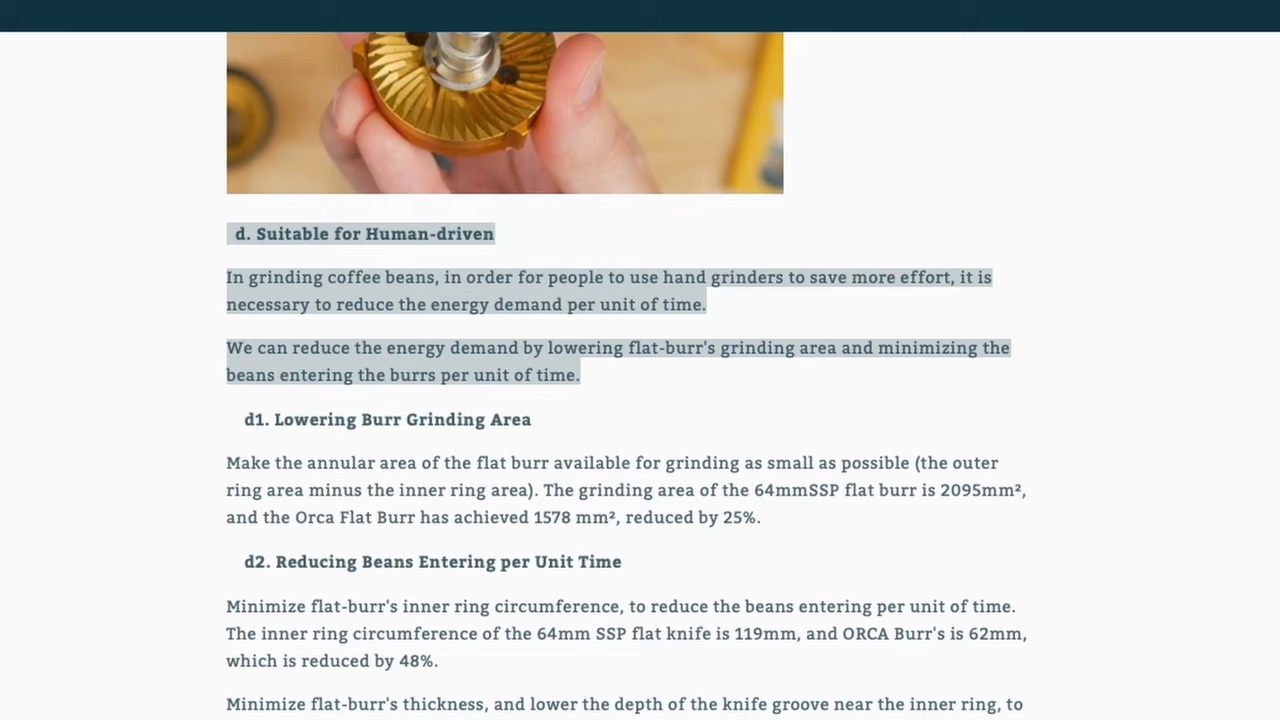 d. Suitable for Human-driven
In grinding coffee beans, in order for people to use hand grinders to save more effort, it is
necessary to reduce the energy demand per unit of time.
We can reduce the energy demand by lowering flat-burr's grinding area and minimizing the
beans entering the burrs per unit of time.
d1. Lowering Burr Grinding Area
Make the annular area of the flat burr available for grinding as small as possible (the outer
ring area minus the inner ring area). The grinding area of the 64mmSSP flat burr is 2095mm²,
and the Orca Flat Burr has achieved 1578 mm², reduced by 25%.
d2. Reducing Beans Entering per Unit Time
Minimize flat-burr's inner ring circumference, to reduce the beans entering per unit of time.
The inner ring circumference of the 64mm SSP flat knife is 119mm, and ORCA Burr's is 62mm,
which is reduced by 48%.
Minimize flat-burr's thickness, and lower the depth of the knife groove near the inner ring, to